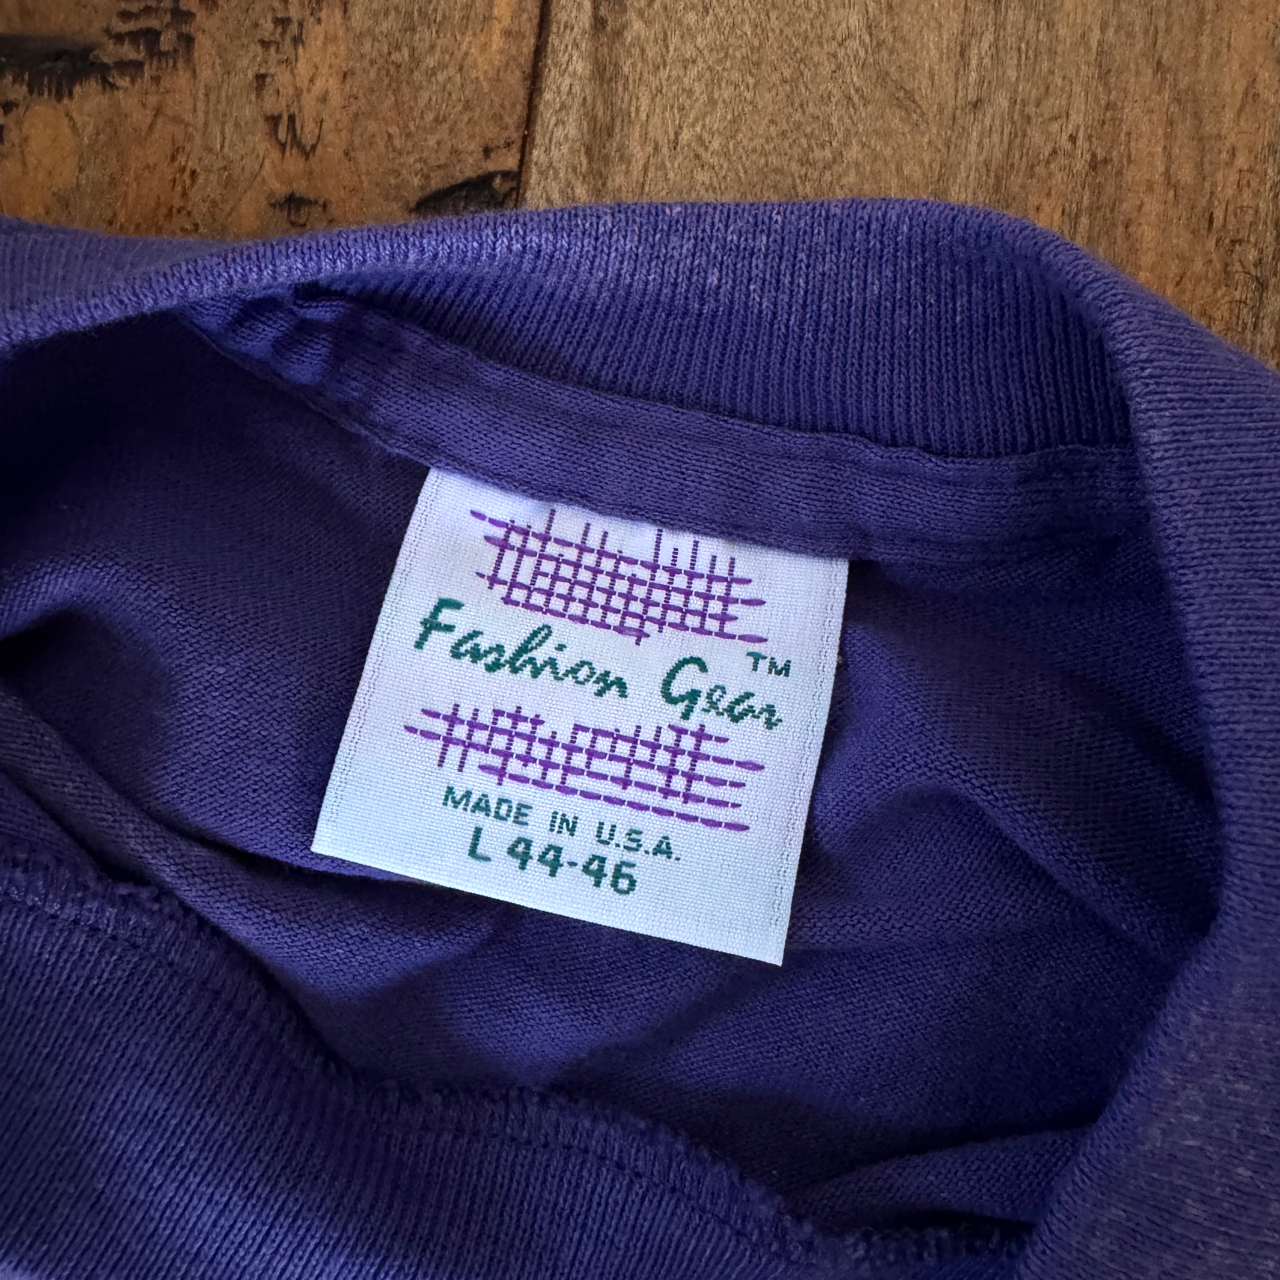 Fashion Gear™
MADE IN U.S.A.
L 44-46